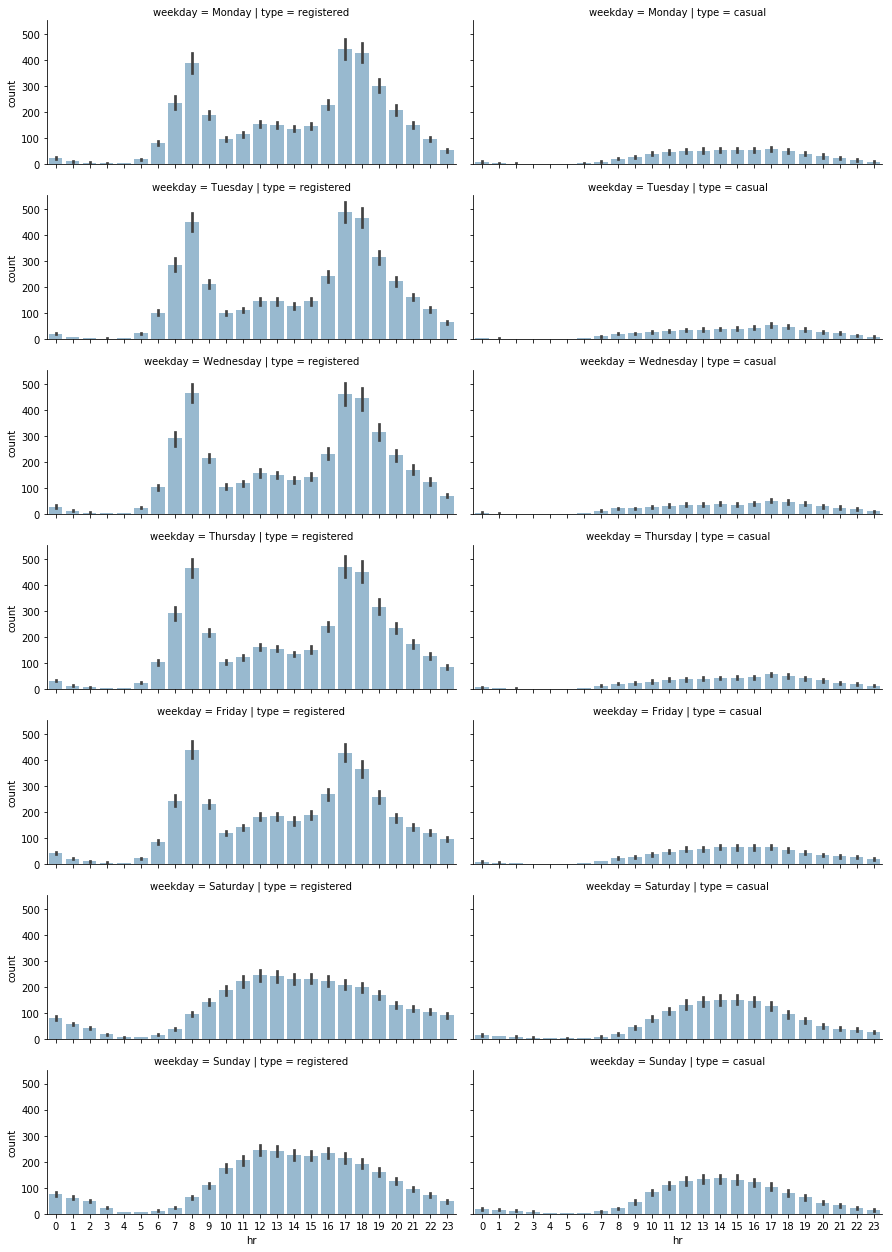 weekday = Monday | type = registered
weekday = Monday | type = casual
500
400
300
200
100
0
count
weekday = Tuesday | type = registered
weekday = Tuesday | type = casual
500
400
300
200
100
0
count
weekday = Wednesday | type = registered
weekday = Wednesday | type = casual
500
400
300
200
100
0
count
weekday = Thursday | type = registered
weekday = Thursday | type = casual
500
400
300
200
100
0
count
weekday = Friday | type = registered
weekday = Friday | type = casual
500
400
300
200
100
0
count
weekday = Saturday | type = registered
weekday = Saturday | type = casual
500
400
300
200
100
0
count
weekday = Sunday | type = registered
weekday = Sunday | type = casual
500
400
300
200
100
0
count
0 1 2 3 4 5 6 7 8 9 10 11 12 13 14 15 16 17 18 19 20 21 22 23
0 1 2 3 4 5 6 7 8 9 10 11 12 13 14 15 16 17 18 19 20 21 22 23
hr
hr